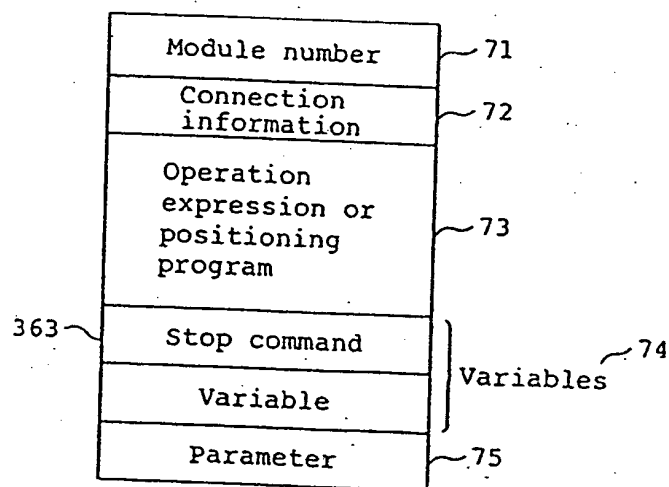 Module number 71
Connection
information 72
Operation
expression or
positioning
program 73
363 Stop command
Variable
Variables 74
Parameter 75